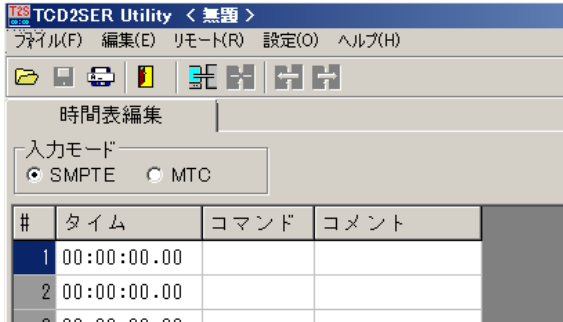 T2S TCD2SER Utility < 無題 >
ファイル(F) 編集(E) リモート(R) 設定(O) ヘルプ(H)
時間表編集
入力モード
SMPTE MTC
# タイム コマンド コメント
1 00:00:00.00
2 00:00:00.00